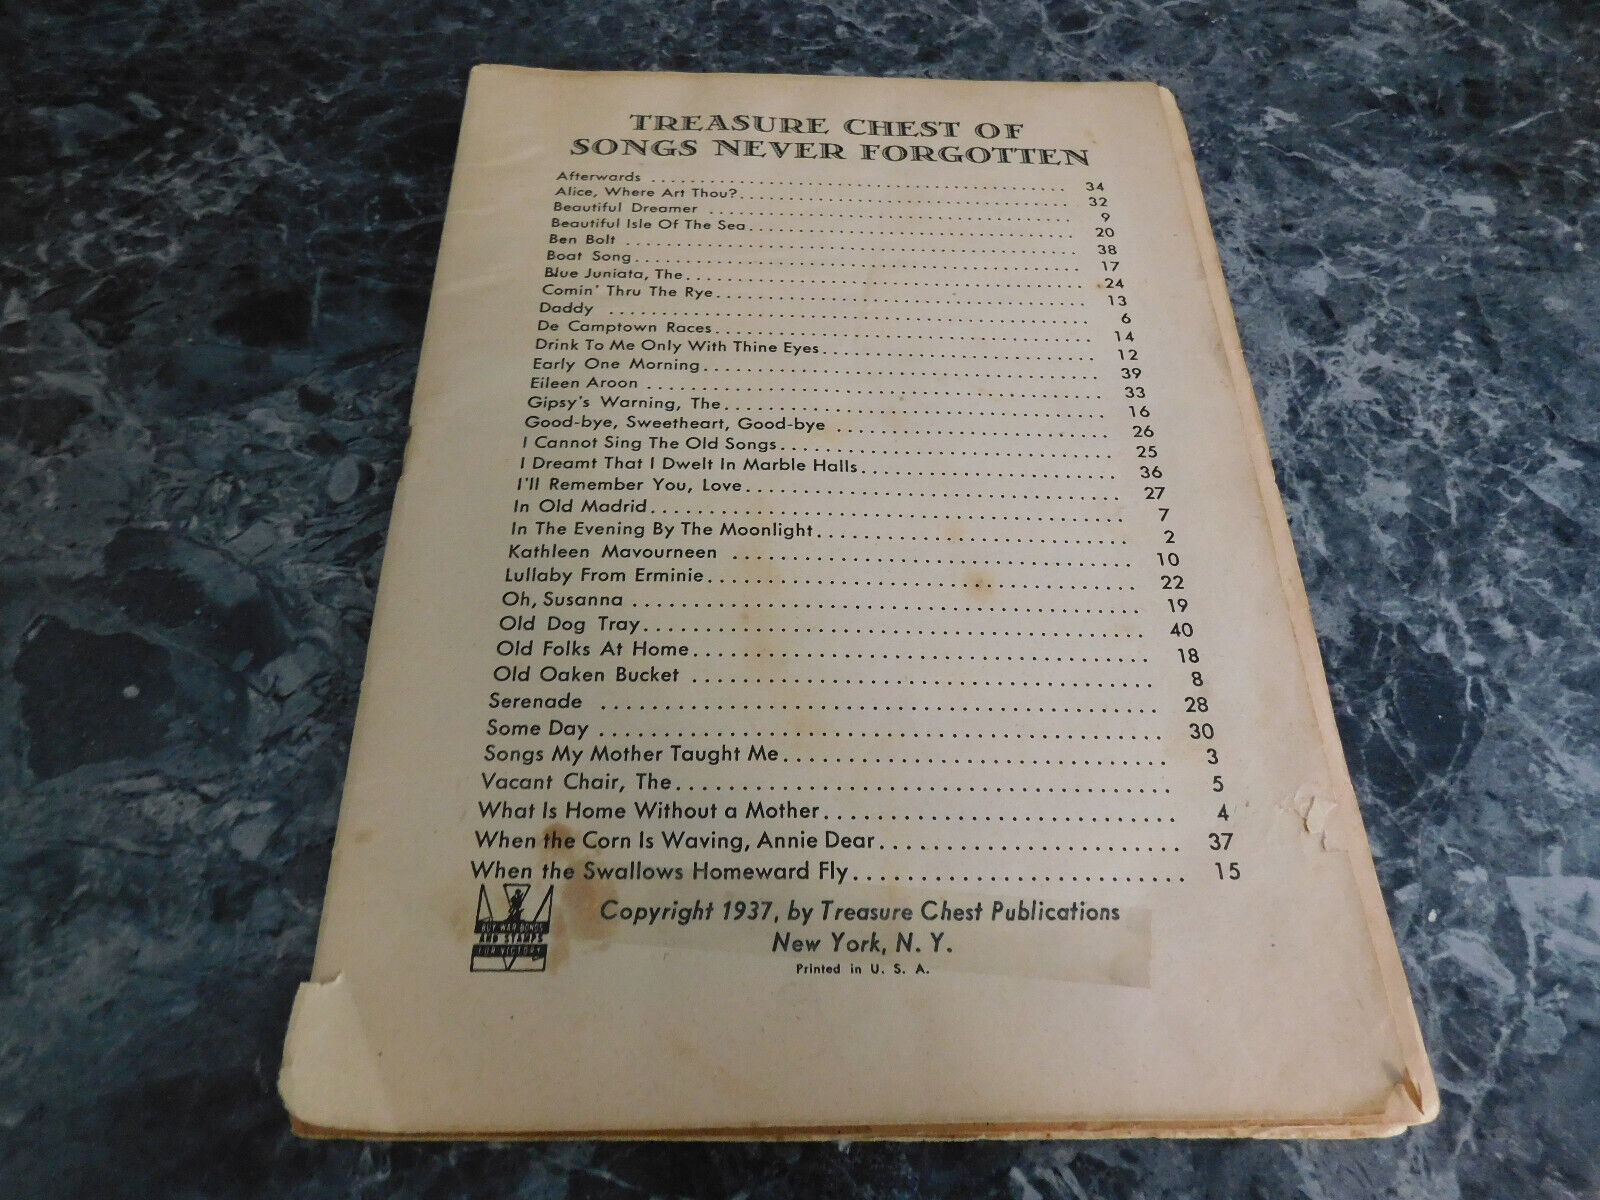 TREASURE CHEST OF
SONGS NEVER FORGOTTEN
Afterwards ........ 34
Alice, Where Art Thou? ........ 32
Beautiful Dreamer ........ 9
Beautiful Isle Of The Sea ........ 20
Ben Bolt ........ 38
Boat Song ........ 17
Blue Juniata, The ........ 24
Comin' Thru The Rye ........ 13
Daddy ........ 6
De Camptown Races ........ 14
Drink To Me Only With Thine Eyes ........ 12
Early One Morning ........ 39
Eileen Aroon ........ 33
Gipsy's Warning, The ........ 16
Good-bye, Sweetheart, Good-bye ........ 26
I Cannot Sing The Old Songs ........ 25
I Dreamt That I Dwelt In Marble Halls ........ 36
I'll Remember You, Love ........ 27
In Old Madrid ........ 7
In The Evening By The Moonlight ........ 2
Kathleen Mavourneen ........ 10
Lullaby From Erminie ........ 22
Oh, Susanna ........ 19
Old Dog Tray ........ 40
Old Folks At Home ........ 18
Old Oaken Bucket ........ 8
Serenade ........ 28
Some Day ........ 30
Songs My Mother Taught Me ........ 3
Vacant Chair, The ........ 5
What Is Home Without a Mother ........ 4
When the Corn Is Waving, Annie Dear ........ 37
When the Swallows Homeward Fly ........ 15
BUY WAR BONDS
AND STAMPS
FOR VICTORY
Copyright 1937, by Treasure Chest Publications
New York, N. Y.
Printed in U. S. A.